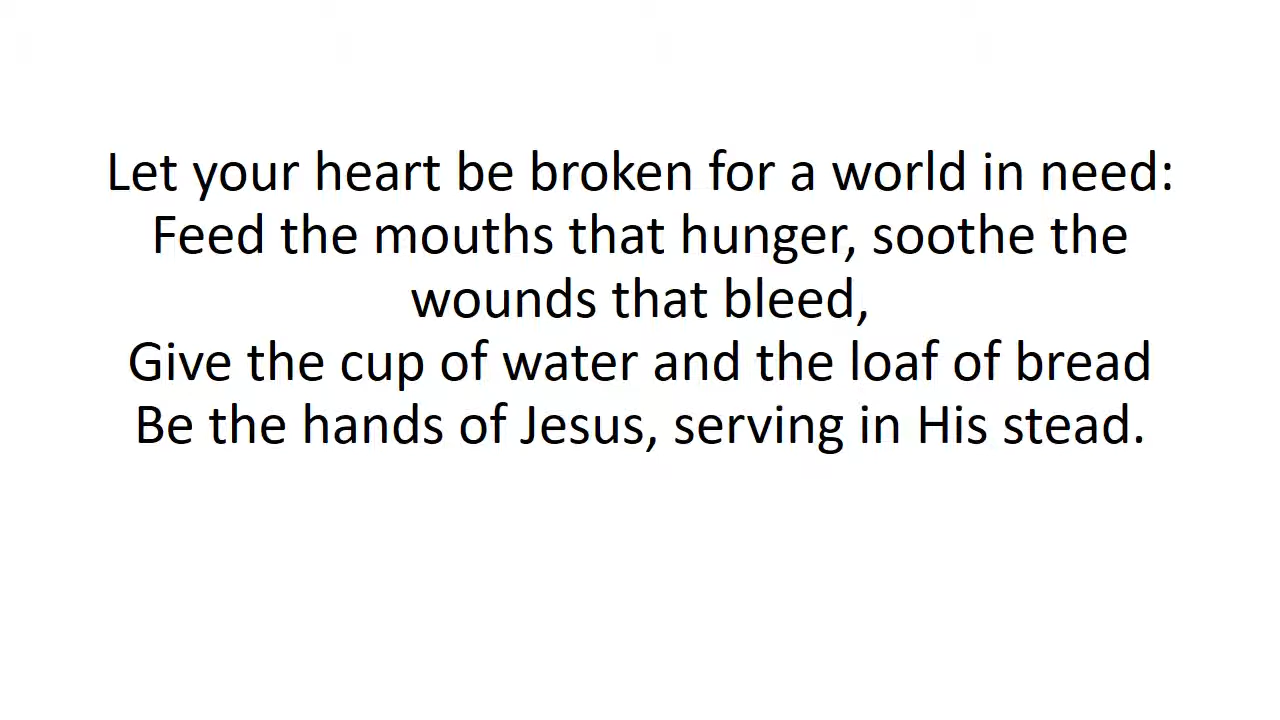 Let your heart be broken for a world in need:
Feed the mouths that hunger, soothe the
wounds that bleed,
Give the cup of water and the loaf of bread
Be the hands of Jesus, serving in His stead.